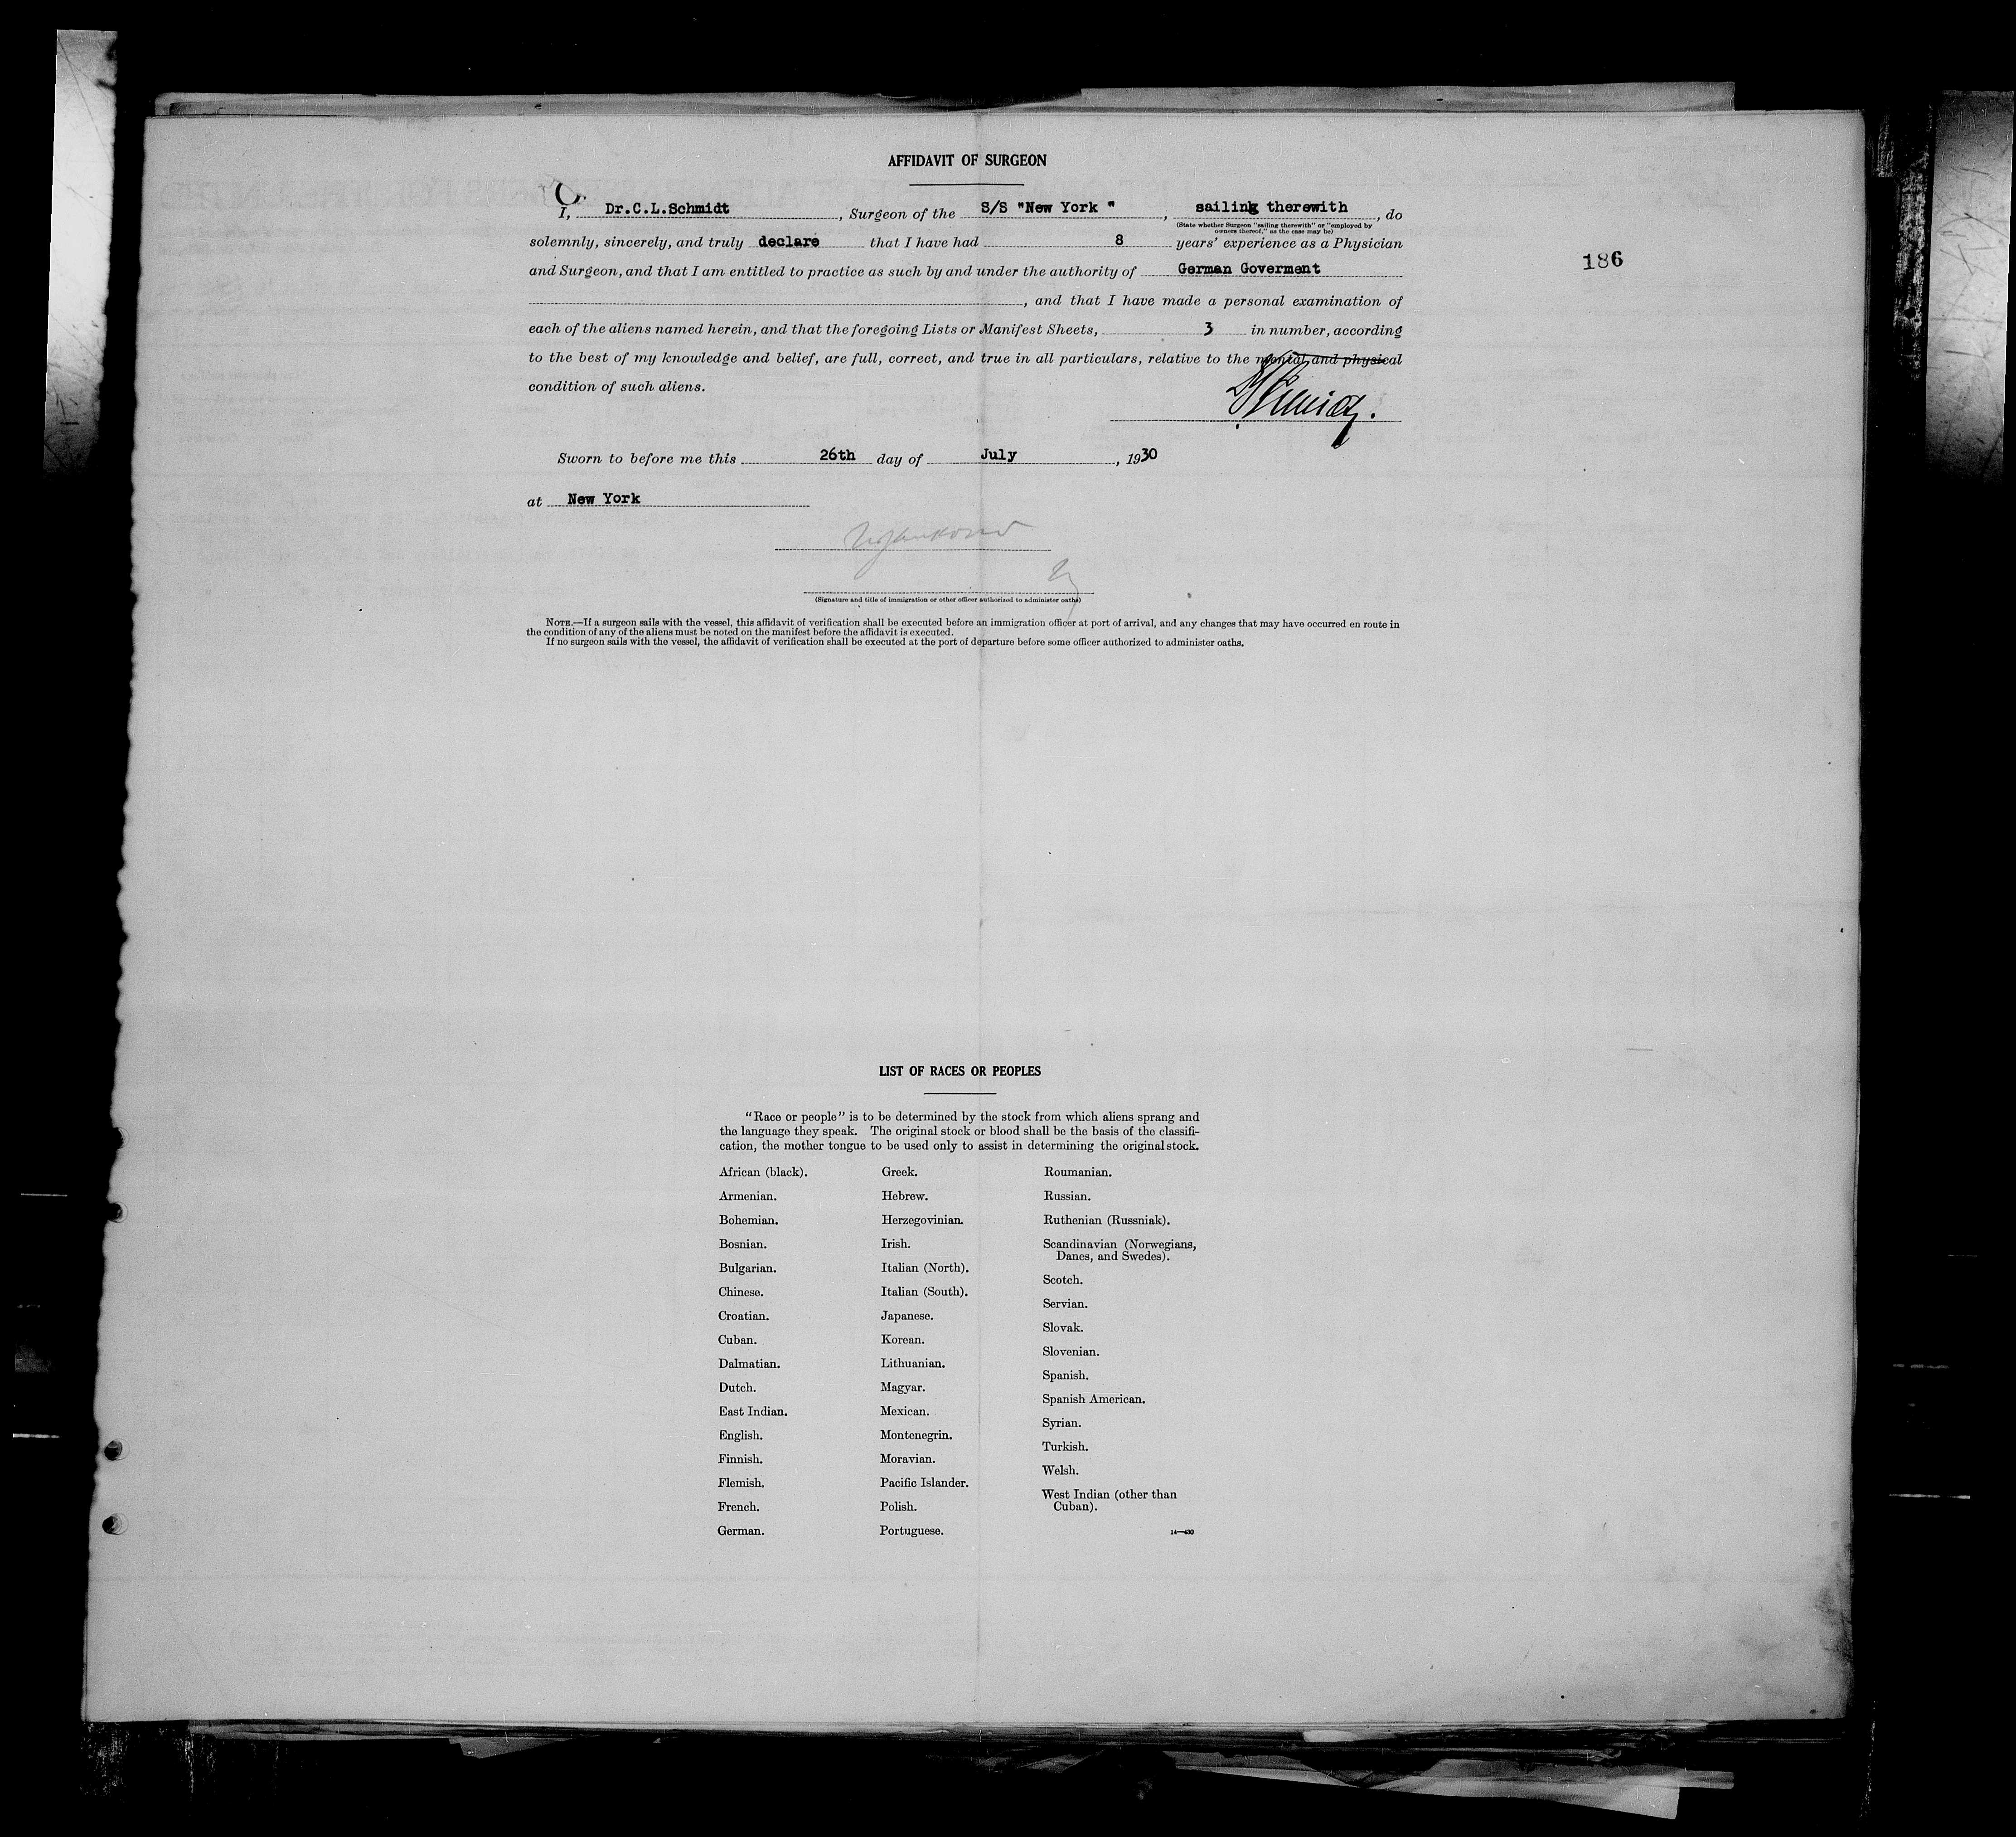 AFFIDAVIT OF SURGEON
I, Dr.C.L.Schmidt, Surgeon of the S/S "New York ", sailing therewith, do
(State whether Surgeon "sailing therewith" or "employed by
owners thereof," as the case may be)
solemnly, sincerely, and truly declare that I have had 8 years' experience as a Physician
and Surgeon, and that I am entitled to practice as such by and under the authority of German Goverment
186
, and that I have made a personal examination of
each of the aliens named herein, and that the foregoing Lists or Manifest Sheets, 3 in number, according
to the best of my knowledge and belief, are full, correct, and true in all particulars, relative to the mental and physical
condition of such aliens.
Sworn to before me this 26th day of July, 1930
at New York
(Signature and title of immigration or other officer authorized to administer oaths)
NOTE.—If a surgeon sails with the vessel, this affidavit of verification shall be executed before an immigration officer at port of arrival, and any changes that may have occurred en route in
the condition of any of the aliens must be noted on the manifest before the affidavit is executed.
If no surgeon sails with the vessel, the affidavit of verification shall be executed at the port of departure before some officer authorized to administer oaths.
LIST OF RACES OR PEOPLES
"Race or people" is to be determined by the stock from which aliens sprang and
the language they speak. The original stock or blood shall be the basis of the classifi-
cation, the mother tongue to be used only to assist in determining the original stock.
African (black).
Armenian.
Bohemian.
Bosnian.
Bulgarian.
Chinese.
Croatian.
Cuban.
Dalmatian.
Dutch.
East Indian.
English.
Finnish.
Flemish.
French.
German.
Greek.
Hebrew.
Herzegovinian.
Irish.
Italian (North).
Italian (South).
Japanese.
Korean.
Lithuanian.
Magyar.
Mexican.
Montenegrin.
Moravian.
Pacific Islander.
Polish.
Portuguese.
Roumanian.
Russian.
Ruthenian (Russniak).
Scandinavian (Norwegians,
Danes, and Swedes).
Scotch.
Servian.
Slovak.
Slovenian.
Spanish.
Spanish American.
Syrian.
Turkish.
Welsh.
West Indian (other than
Cuban).
14—430